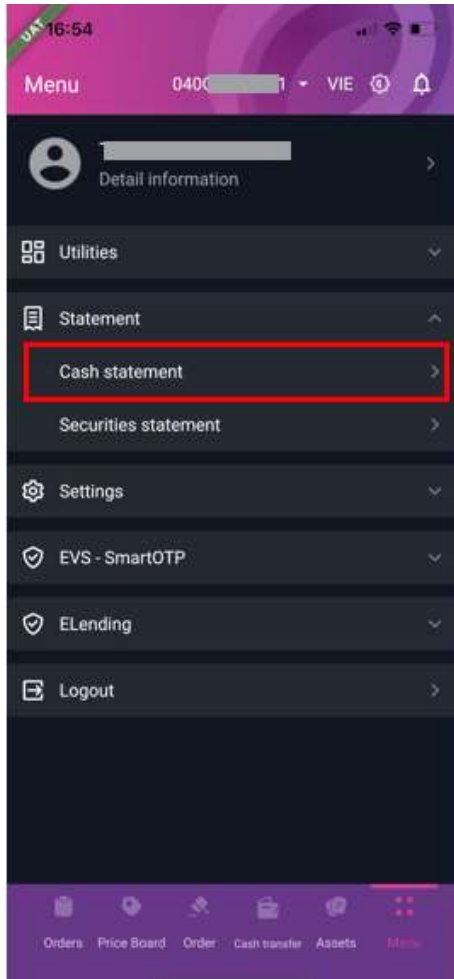 UAT
16:54
Menu 040 1 VIE
Detail information
Utilities
Statement
Cash statement
Securities statement
Settings
EVS - SmartOTP
ELending
Logout
Orders Price Board Order Cash transfer Assets Menu